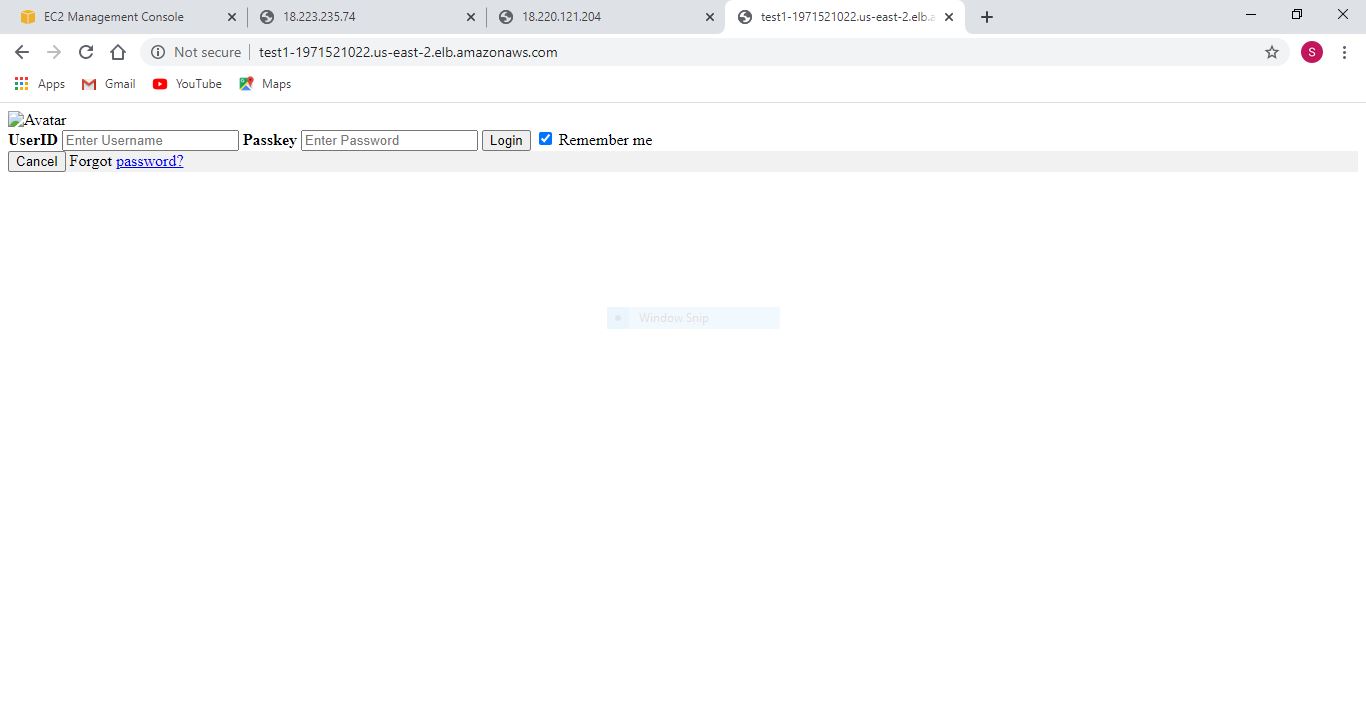 EC2 Management Console 18.223.235.74 18.220.121.204 test1-1971521022.us-east-2.elb.a
Not secure test1-1971521022.us-east-2.elb.amazonaws.com S
Apps Gmail YouTube Maps
Avatar
UserID Enter Username Passkey Enter Password Login Remember me
Cancel Forgot password?
Window Snip